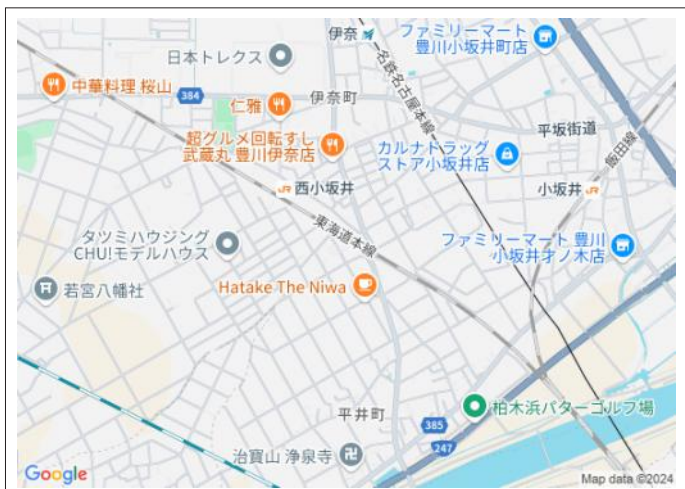 伊奈
ファミリーマート
豊川小坂井町店
日本トレクス
名鉄名古屋本線
中華料理 桜山
384
仁雅
伊奈町
平坂街道
飯田線
超グルメ回転すし
武蔵丸 豊川伊奈店
カルナドラッグ
ストア小坂井店
JR
西小坂井
小坂井
JR
タツミハウジング
CHU!モデルハウス
東海道本線
ファミリーマート 豊川
小坂井才ノ木店
若宮八幡社
Hatake The Niwa
平井町
柏木浜パターゴルフ場
385
247
治寶山 浄泉寺
Google
Map data ©2024